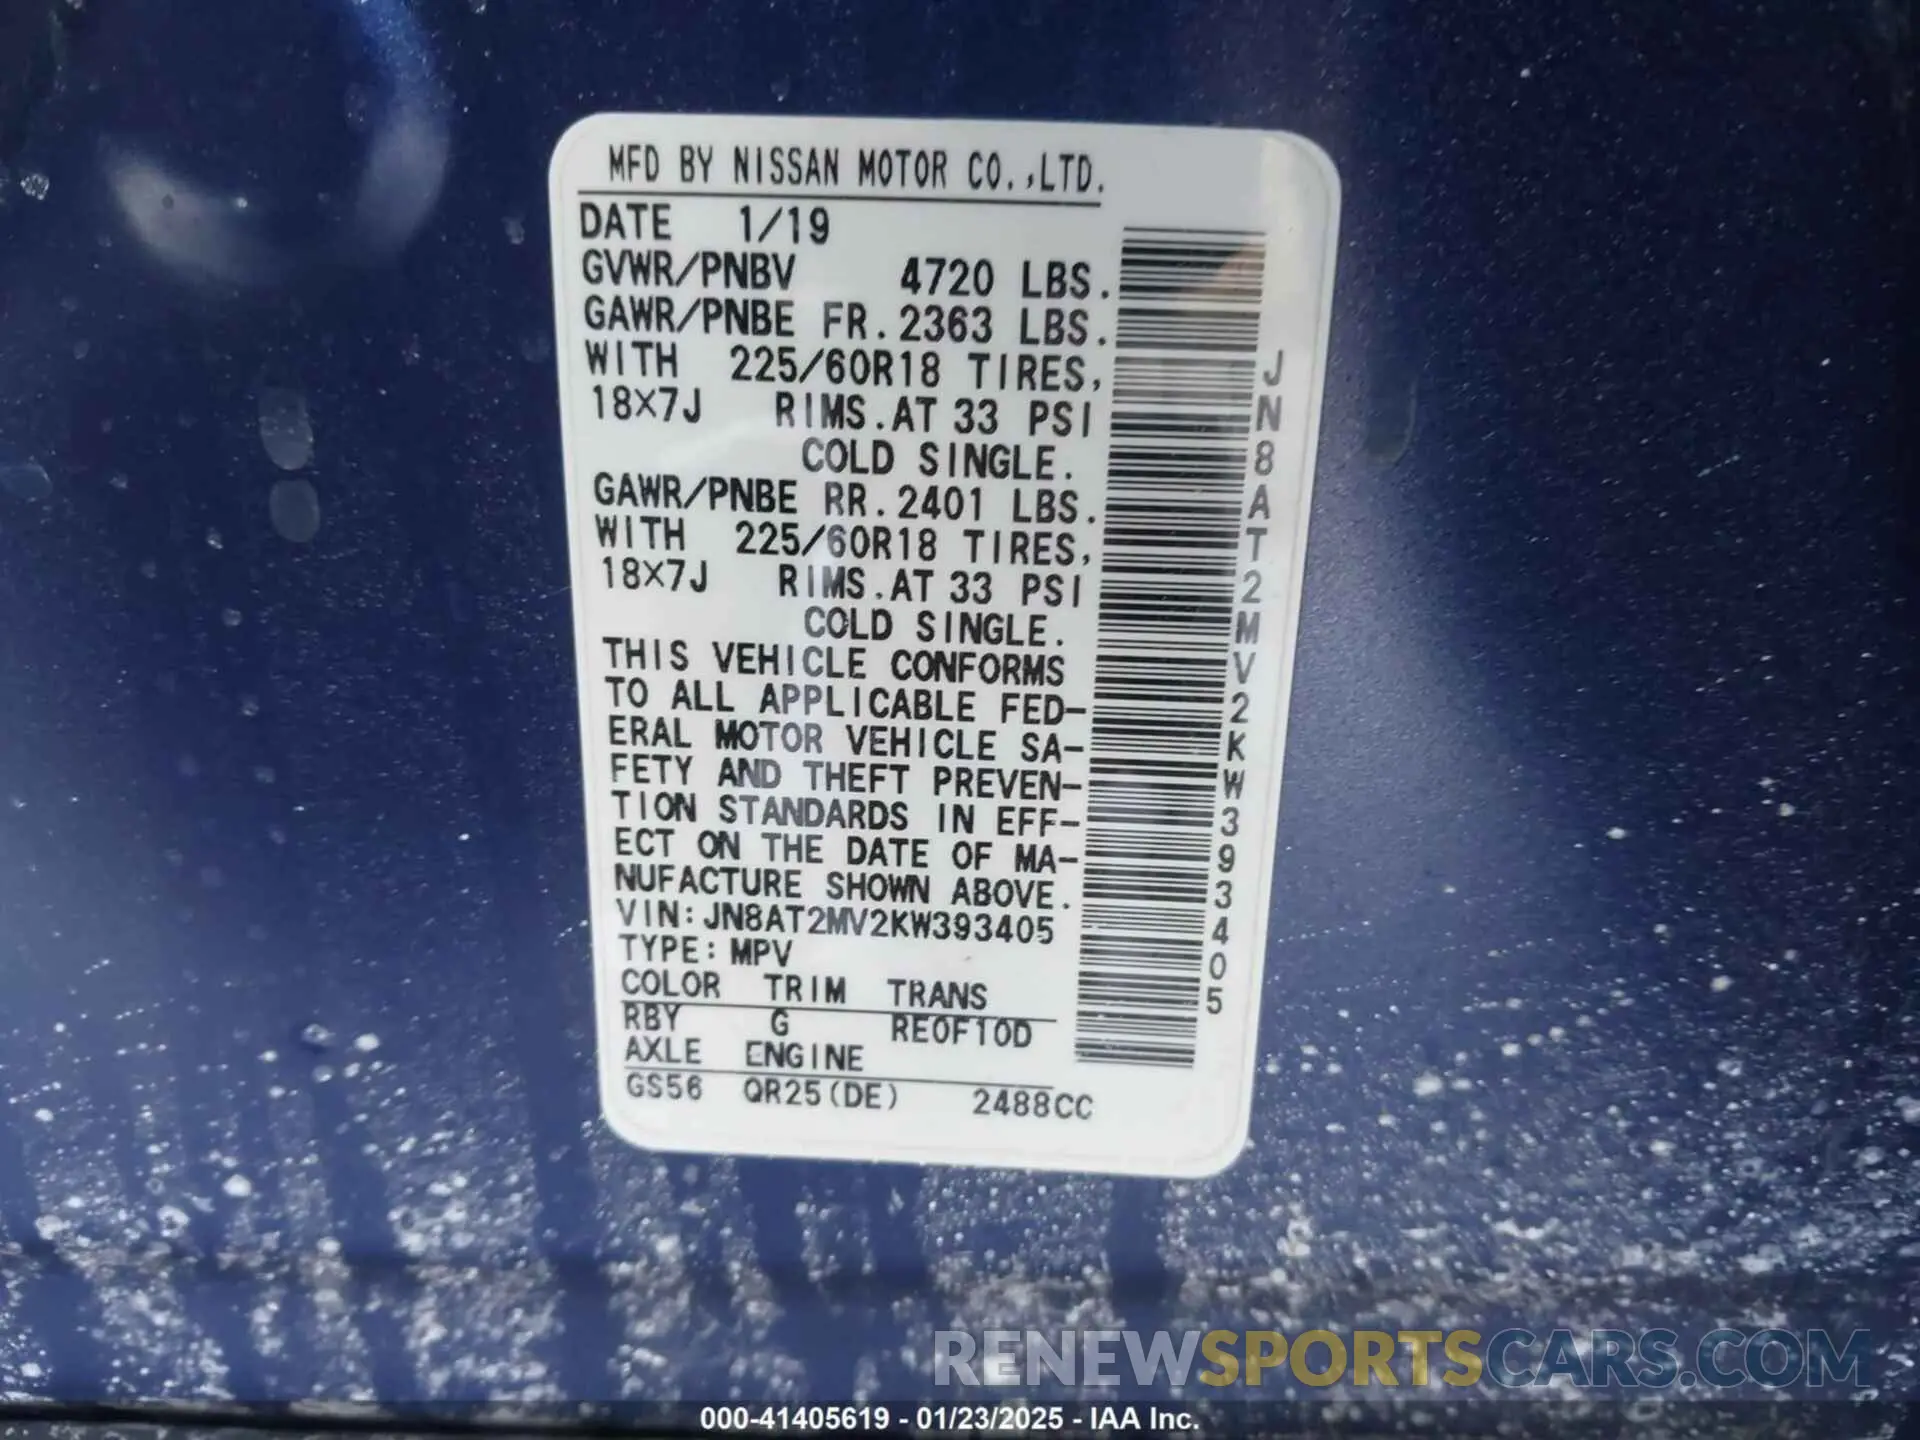 MFD BY NISSAN MOTOR CO.,LTD.
DATE 1/19
GVWR/PNBV 4720 LBS.
GAWR/PNBE FR. 2363 LBS.
WITH 225/60R18 TIRES,
18X7J RIMS. AT 33 PSI
COLD SINGLE.
GAWR/PNBE RR. 2401 LBS.
WITH 225/60R18 TIRES,
18X7J RIMS. AT 33 PSI
COLD SINGLE.
THIS VEHICLE CONFORMS
TO ALL APPLICABLE FED-
ERAL MOTOR VEHICLE SA-
FETY AND THEFT PREVEN-
TION STANDARDS IN EFF-
ECT ON THE DATE OF MA-
NUFACTURE SHOWN ABOVE.
VIN: JN8AT2MV2KW393405
TYPE: MPV
COLOR TRIM TRANS
RBY G RE0F10D
AXLE ENGINE
GS56 QR25(DE) 2488CC
JN8AT2MV2KW393405
RENEWSPORTSCARS.COM
000-41405619 - 01/23/2025 - IAA Inc.